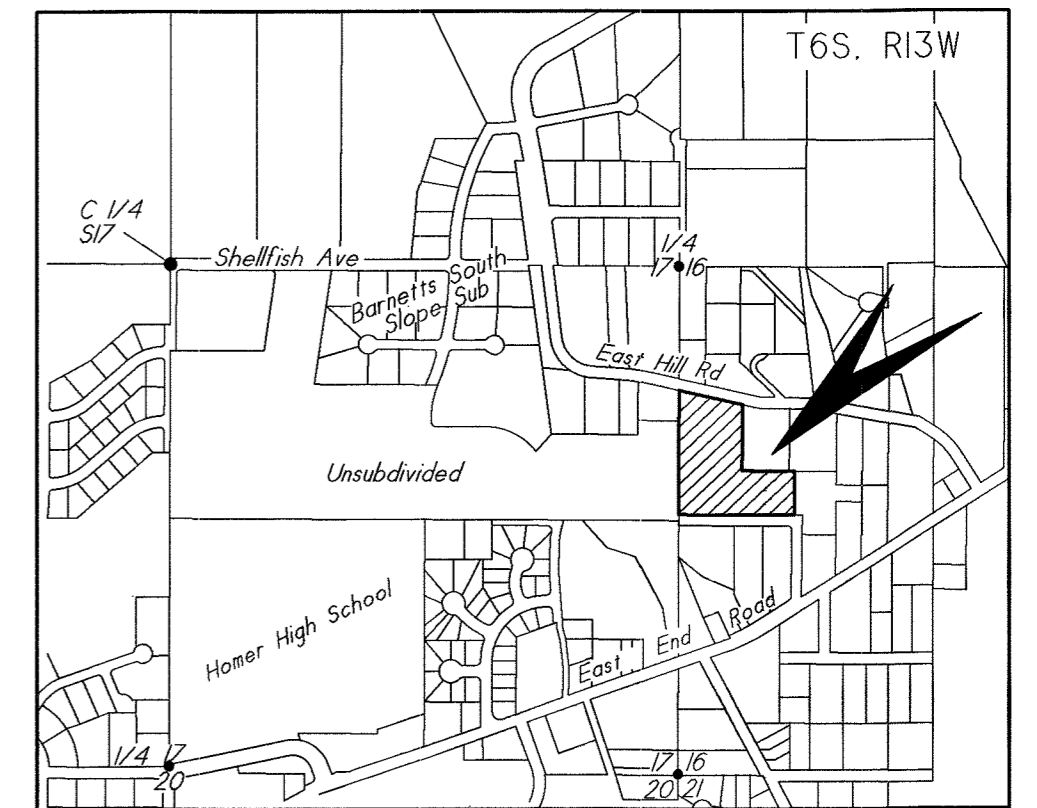 T6S, R13W
C 1/4
S17
Shellfish Ave
Barnetts South
Slope Sub
1/4
17 16
East Hill Rd
Unsubdivided
Homer High School
East End Road
1/4 17
20
17 16
20 21